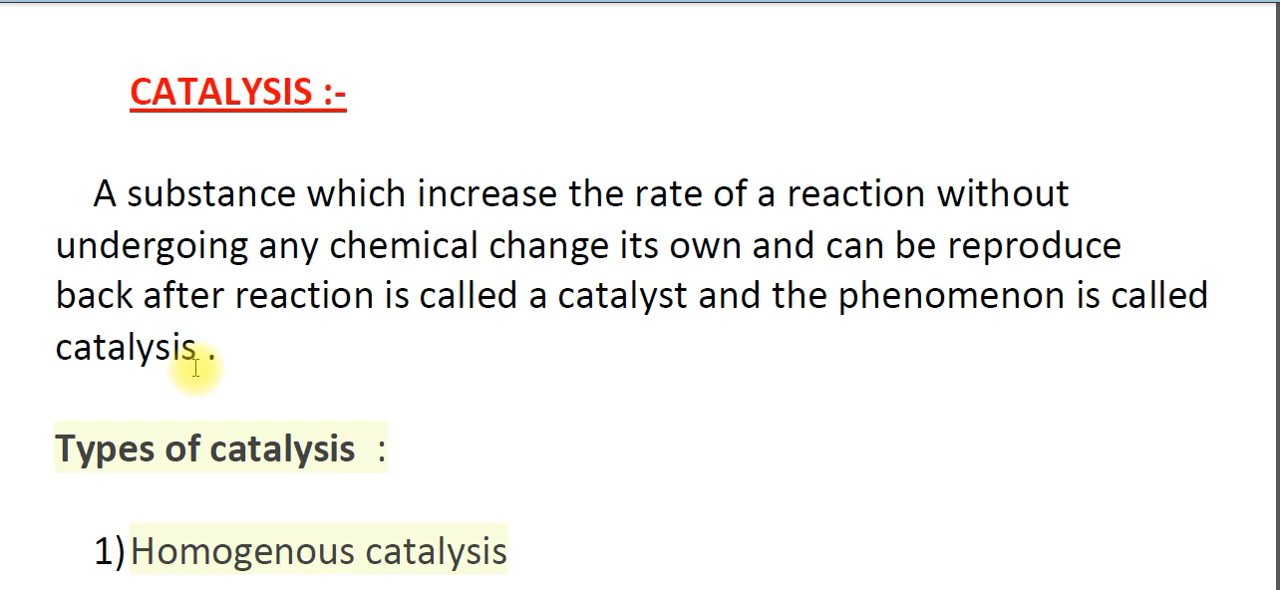 CATALYSIS :-
A substance which increase the rate of a reaction without
undergoing any chemical change its own and can be reproduce
back after reaction is called a catalyst and the phenomenon is called
catalysis .
Types of catalysis :
1) Homogenous catalysis